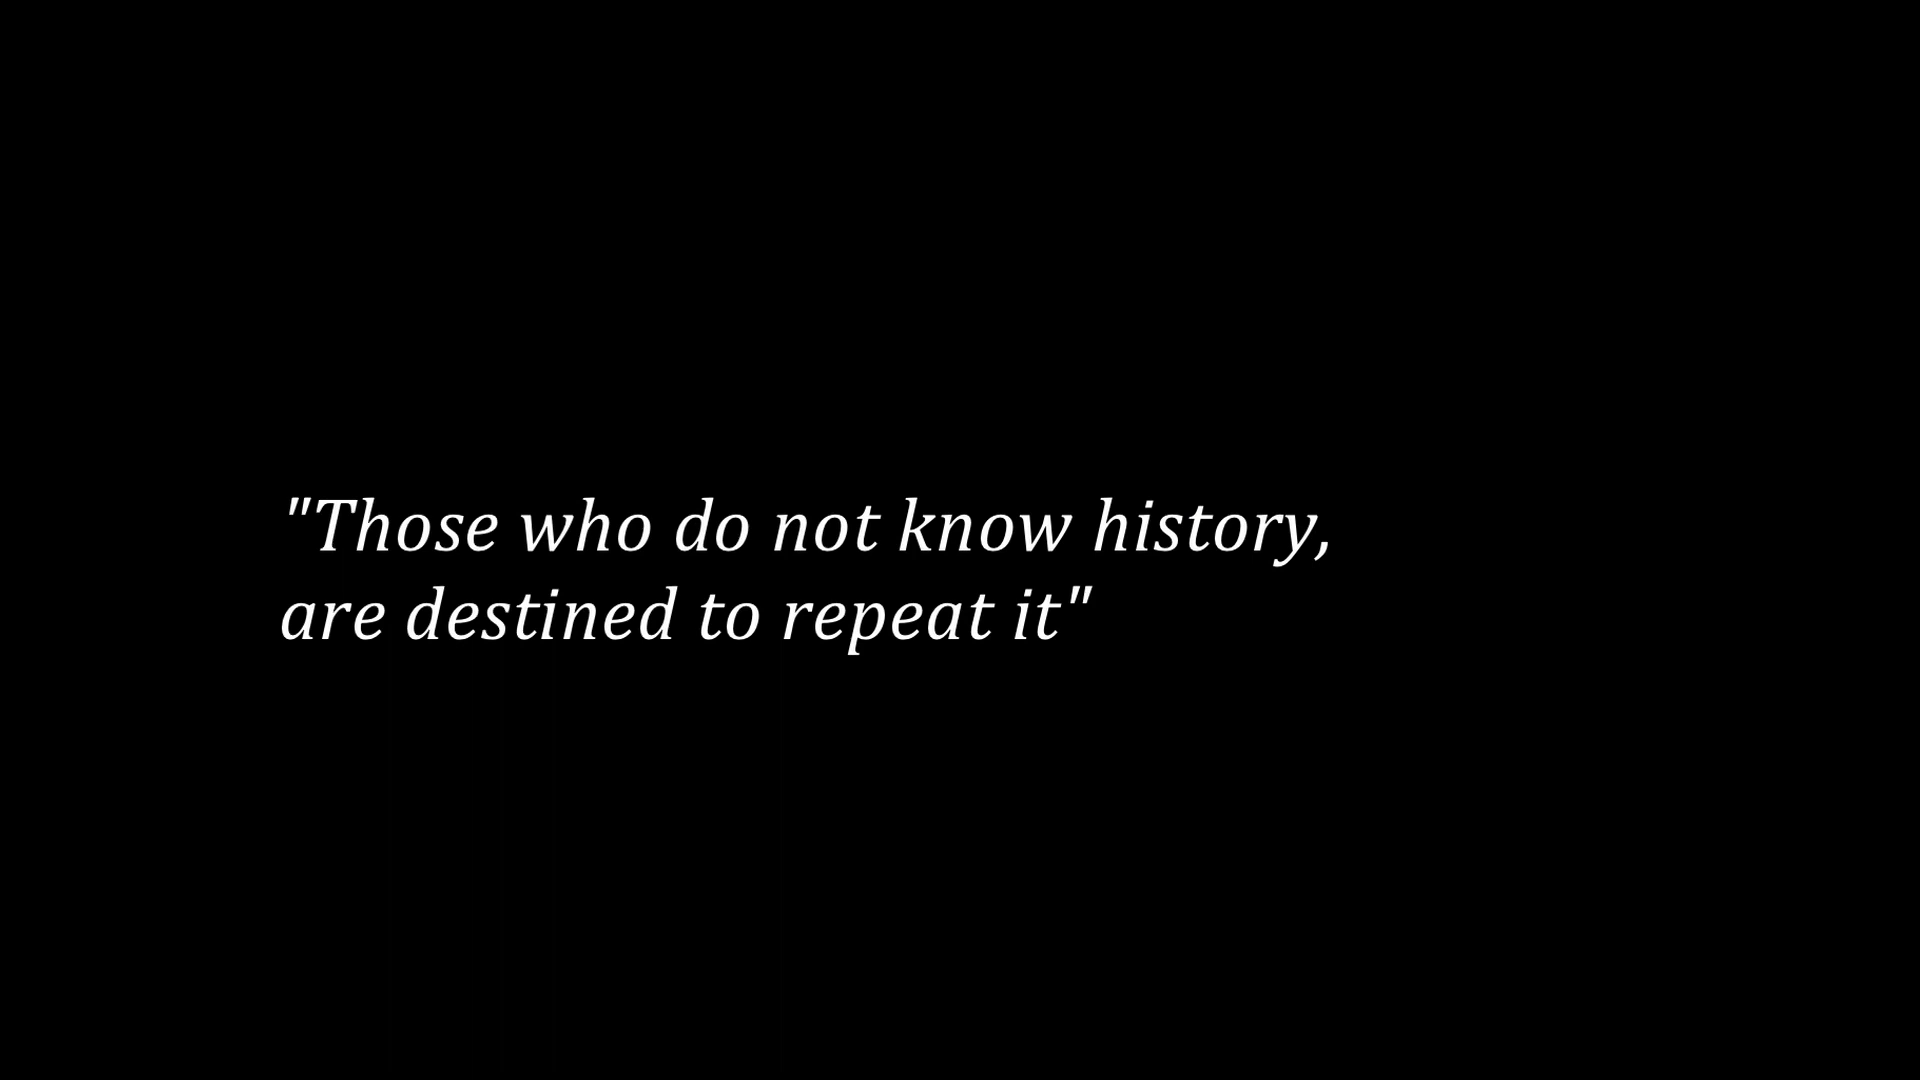 "Those who do not know history,
are destined to repeat it"